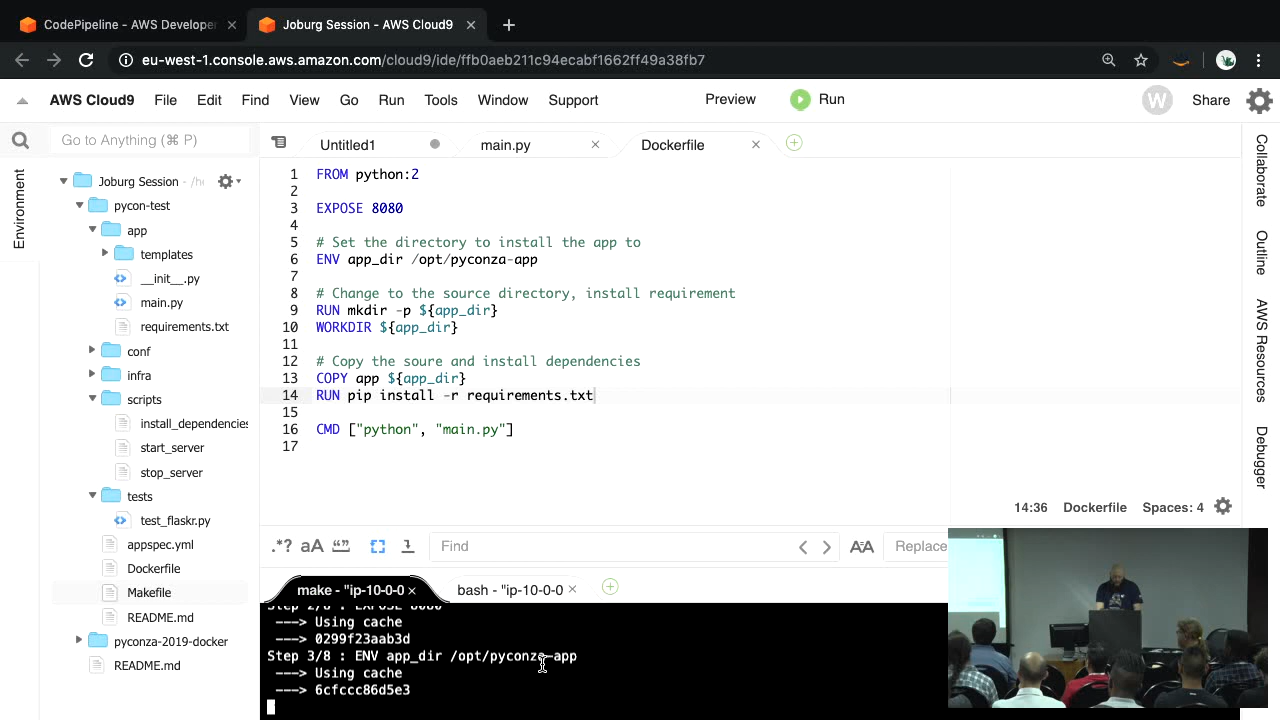 CodePipeline - AWS Developer
Joburg Session - AWS Cloud9
eu-west-1.console.aws.amazon.com/cloud9/ide/ffb0aeb211c94ecabf1662ff49a38fb7
AWS Cloud9 File Edit Find View Go Run Tools Window Support Preview Run W Share
Go to Anything (⌘ P)
Untitled1 main.py Dockerfile
Environment
Joburg Session
pycon-test
app
templates
__init__.py
main.py
requirements.txt
conf
infra
scripts
install_dependencies
start_server
stop_server
tests
test_flaskr.py
appspec.yml
Dockerfile
Makefile
README.md
pyconza-2019-docker
README.md
1 FROM python:2
2
3 EXPOSE 8080
4
5 # Set the directory to install the app to
6 ENV app_dir /opt/pyconza-app
7
8 # Change to the source directory, install requirement
9 RUN mkdir -p ${app_dir}
10 WORKDIR ${app_dir}
11
12 # Copy the soure and install dependencies
13 COPY app ${app_dir}
14 RUN pip install -r requirements.txt
15
16 CMD ["python", "main.py"]
17
14:36 Dockerfile Spaces: 4
Collaborate
Outline
AWS Resources
Debugger
.*? aA Find Replace
make - "ip-10-0-0 bash - "ip-10-0-0
Step 2/8 : EXPOSE 8080
---> Using cache
---> 0299f23aab3d
Step 3/8 : ENV app_dir /opt/pyconza-app
---> Using cache
---> 6cfccc86d5e3